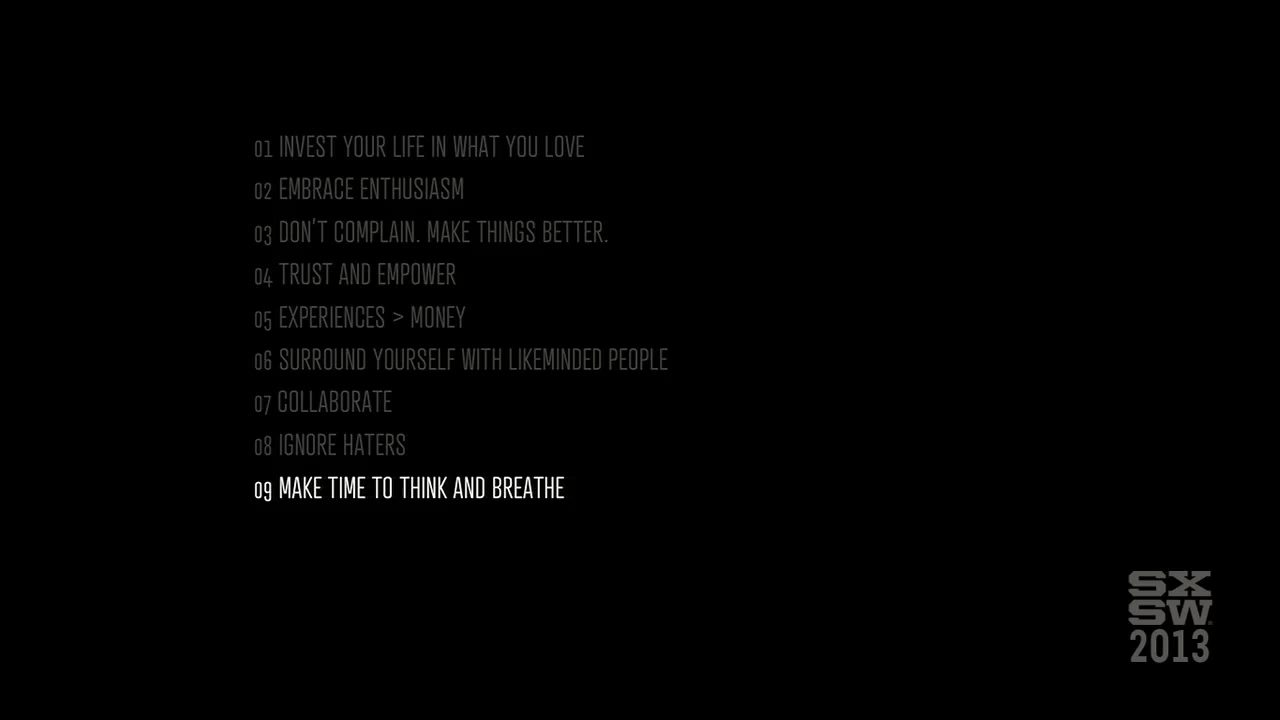 01 INVEST YOUR LIFE IN WHAT YOU LOVE
02 EMBRACE ENTHUSIASM
03 DON'T COMPLAIN. MAKE THINGS BETTER.
04 TRUST AND EMPOWER
05 EXPERIENCES > MONEY
06 SURROUND YOURSELF WITH LIKEMINDED PEOPLE
07 COLLABORATE
08 IGNORE HATERS
09 MAKE TIME TO THINK AND BREATHE
SX
SW®
2013